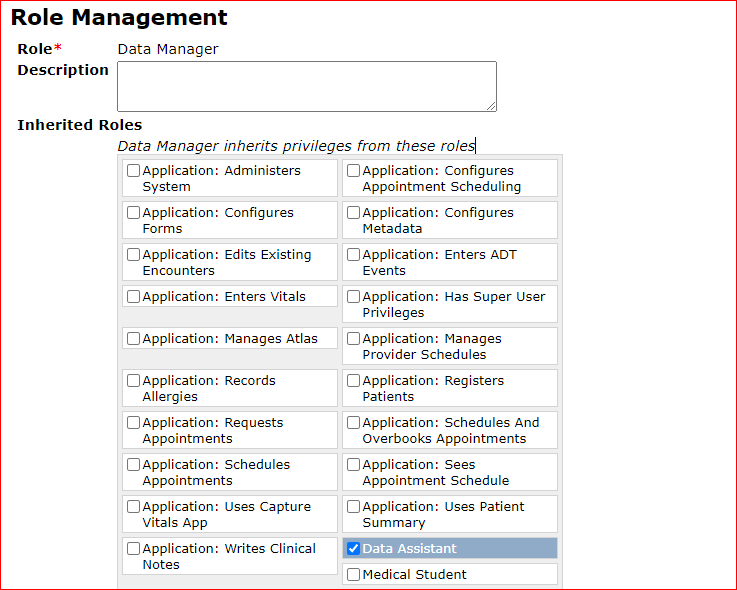 Role Management
Role* Data Manager
Description
Inherited Roles
Data Manager inherits privileges from these roles
Application: Administers
System
Application: Configures
Appointment Scheduling
Application: Configures
Forms
Application: Configures
Metadata
Application: Edits Existing
Encounters
Application: Enters ADT
Events
Application: Enters Vitals
Application: Has Super User
Privileges
Application: Manages Atlas
Application: Manages
Provider Schedules
Application: Records
Allergies
Application: Registers
Patients
Application: Requests
Appointments
Application: Schedules And
Overbooks Appointments
Application: Schedules
Appointments
Application: Sees
Appointment Schedule
Application: Uses Capture
Vitals App
Application: Uses Patient
Summary
Application: Writes Clinical
Notes
Data Assistant
Medical Student